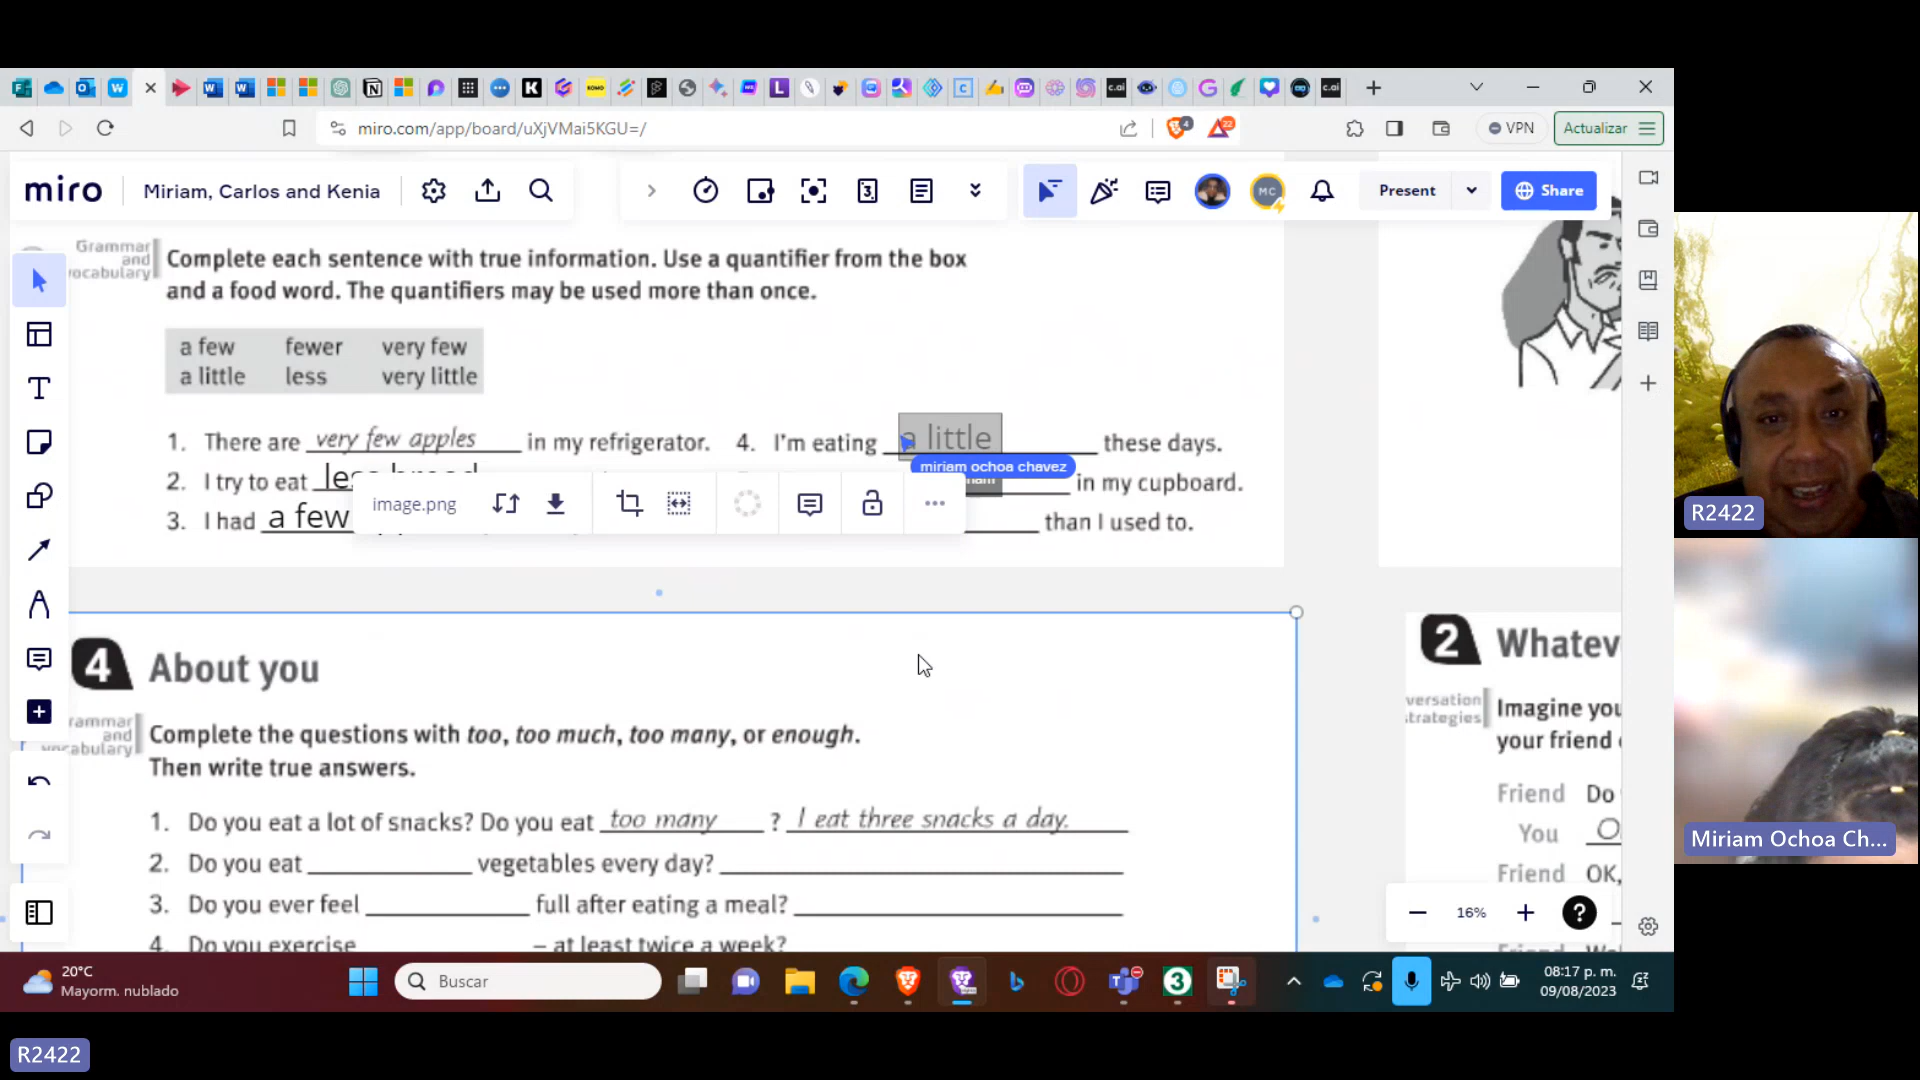 miro.com/app/board/uXjVMai5KGU=/
VPN
Actualizar
miro
Miriam, Carlos and Kenia
MC
Present
Share
Grammar
and
vocabulary
Complete each sentence with true information. Use a quantifier from the box
and a food word. The quantifiers may be used more than once.
a few fewer very few
a little less very little
1. There are very few apples in my refrigerator.
4. I'm eating a little these days.
miriam ochoa chavez
2. I try to eat less bread
in my cupboard.
3. I had a few
than I used to.
image.png
4 About you
and
vocabulary
Complete the questions with too, too much, too many, or enough.
Then write true answers.
1. Do you eat a lot of snacks? Do you eat too many ? I eat three snacks a day.
2. Do you eat vegetables every day?
3. Do you ever feel full after eating a meal?
4. Do you exercise – at least twice a week?
2 Whatev
versation
strategies
Imagine you
your friend
Friend Do
You O
Friend OK,
16%
R2422
Miriam Ochoa Ch...
20°C
Mayorm. nublado
Buscar
08:17 p. m.
09/08/2023
R2422